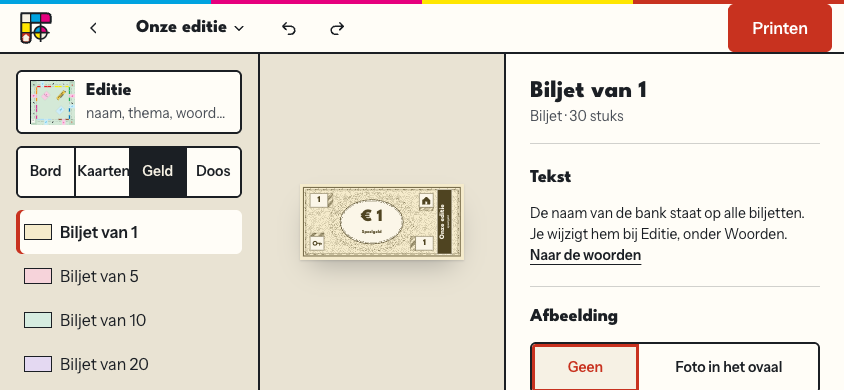 Onze editie
Printen
Editie
naam, thema, woord...
Bord
Kaarten
Geld
Doos
Biljet van 1
Biljet van 5
Biljet van 10
Biljet van 20
1
€ 1
Speelgeld
1
Onze editie
Biljet van 1
Biljet · 30 stuks
Tekst
De naam van de bank staat op alle biljetten.
Je wijzigt hem bij Editie, onder Woorden.
Naar de woorden
Afbeelding
Geen
Foto in het ovaal